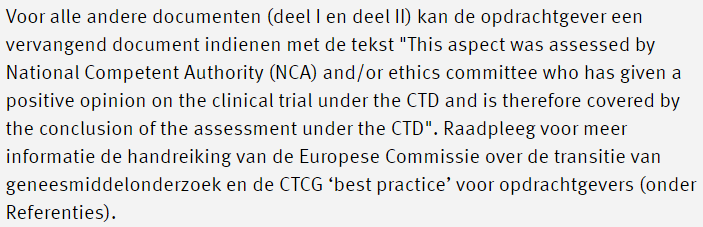 Voor alle andere documenten (deel I en deel II) kan de opdrachtgever een
vervangend document indienen met de tekst "This aspect was assessed by
National Competent Authority (NCA) and/or ethics committee who has given a
positive opinion on the clinical trial under the CTD and is therefore covered by
the conclusion of the assessment under the CTD". Raadpleeg voor meer
informatie de handreiking van de Europese Commissie over de transitie van
geneesmiddelonderzoek en de CTCG ‘best practice’ voor opdrachtgevers (onder
Referenties).